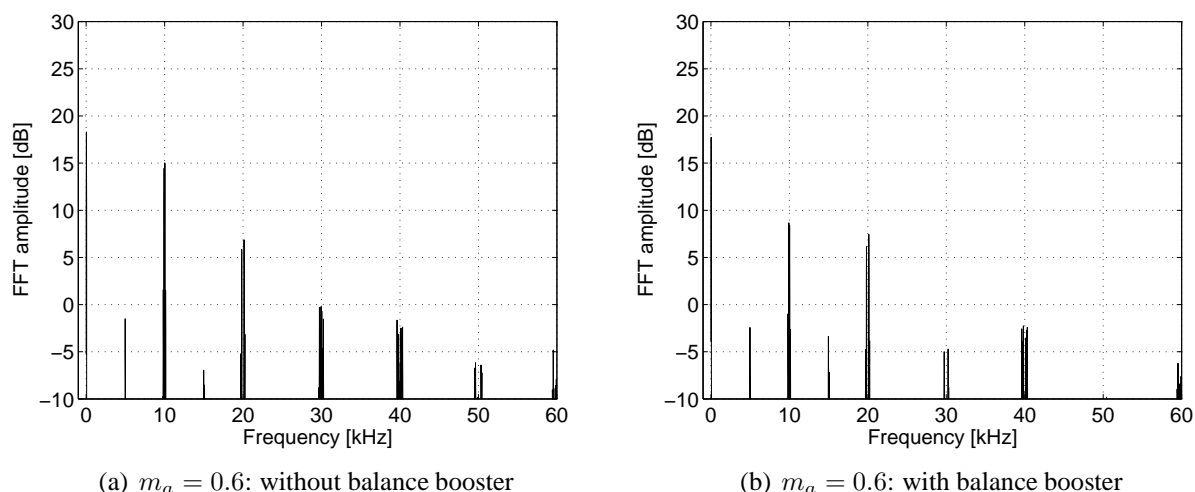 30
25
20
15
10
5
0
−5
−10
FFT amplitude [dB]
0 10 20 30 40 50 60
Frequency [kHz]
(a) m_a = 0.6: without balance booster
30
25
20
15
10
5
0
−5
−10
FFT amplitude [dB]
0 10 20 30 40 50 60
Frequency [kHz]
(b) m_a = 0.6: with balance booster